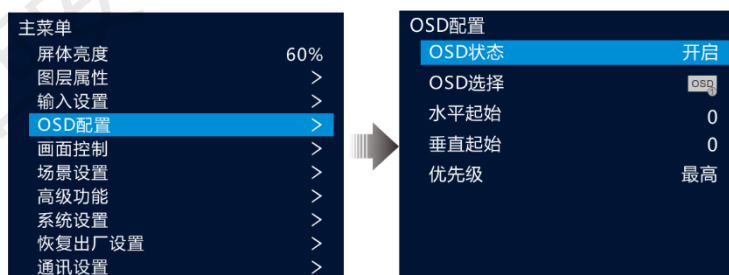 主菜单
屏体亮度 60%
图层属性 >
输入设置 >
OSD配置 >
画面控制 >
场景设置 >
高级功能 >
系统设置 >
恢复出厂设置 >
通讯设置 >
OSD配置
OSD状态 开启
OSD选择 OSD
水平起始 0
垂直起始 0
优先级 最高